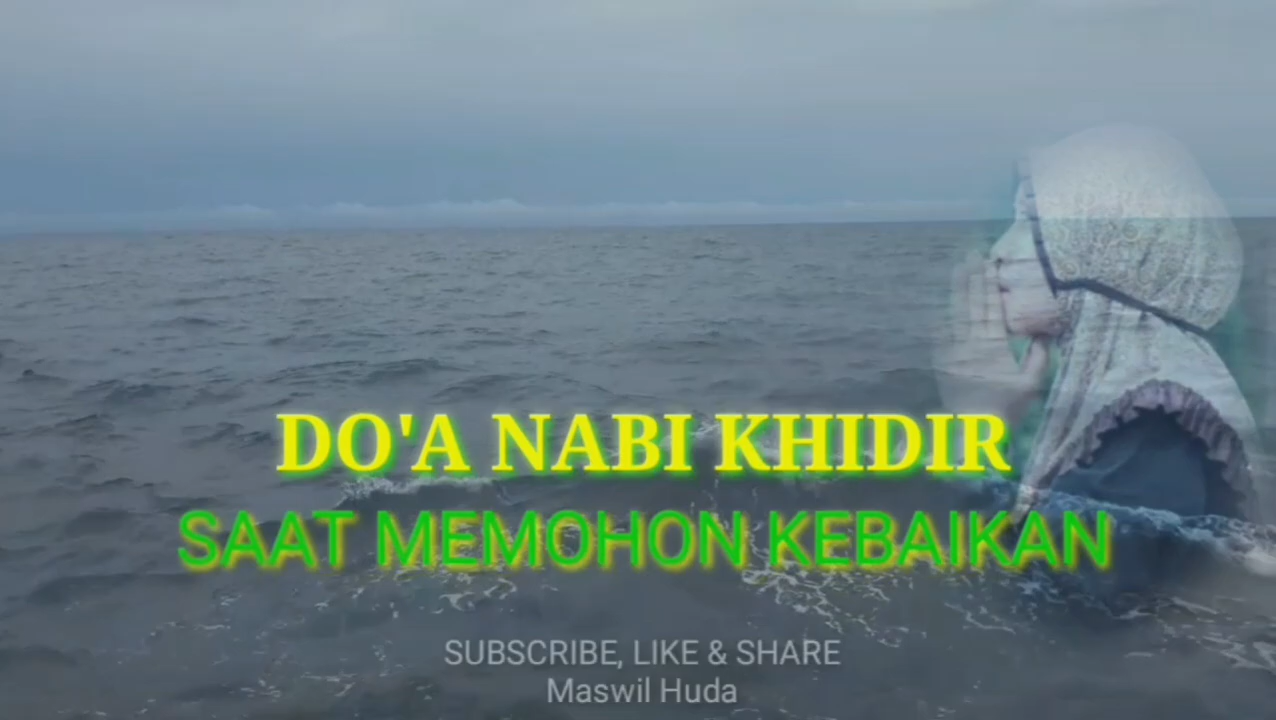 DO'A NABI KHIDIR
SAAT MEMOHON KEBAIKAN
SUBSCRIBE, LIKE & SHARE
Maswil Huda